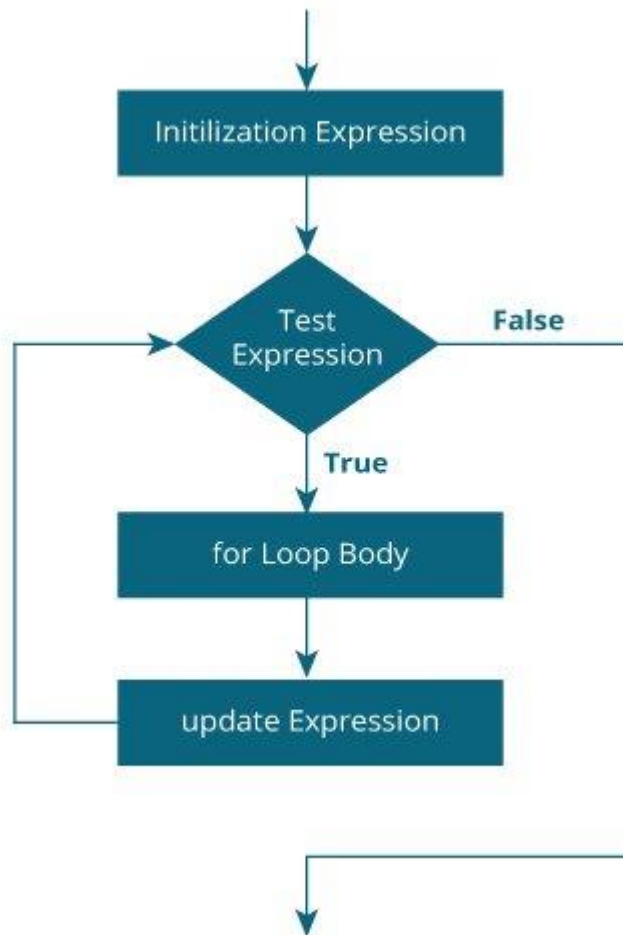 Initilization Expression
Test
Expression
False
True
for Loop Body
update Expression